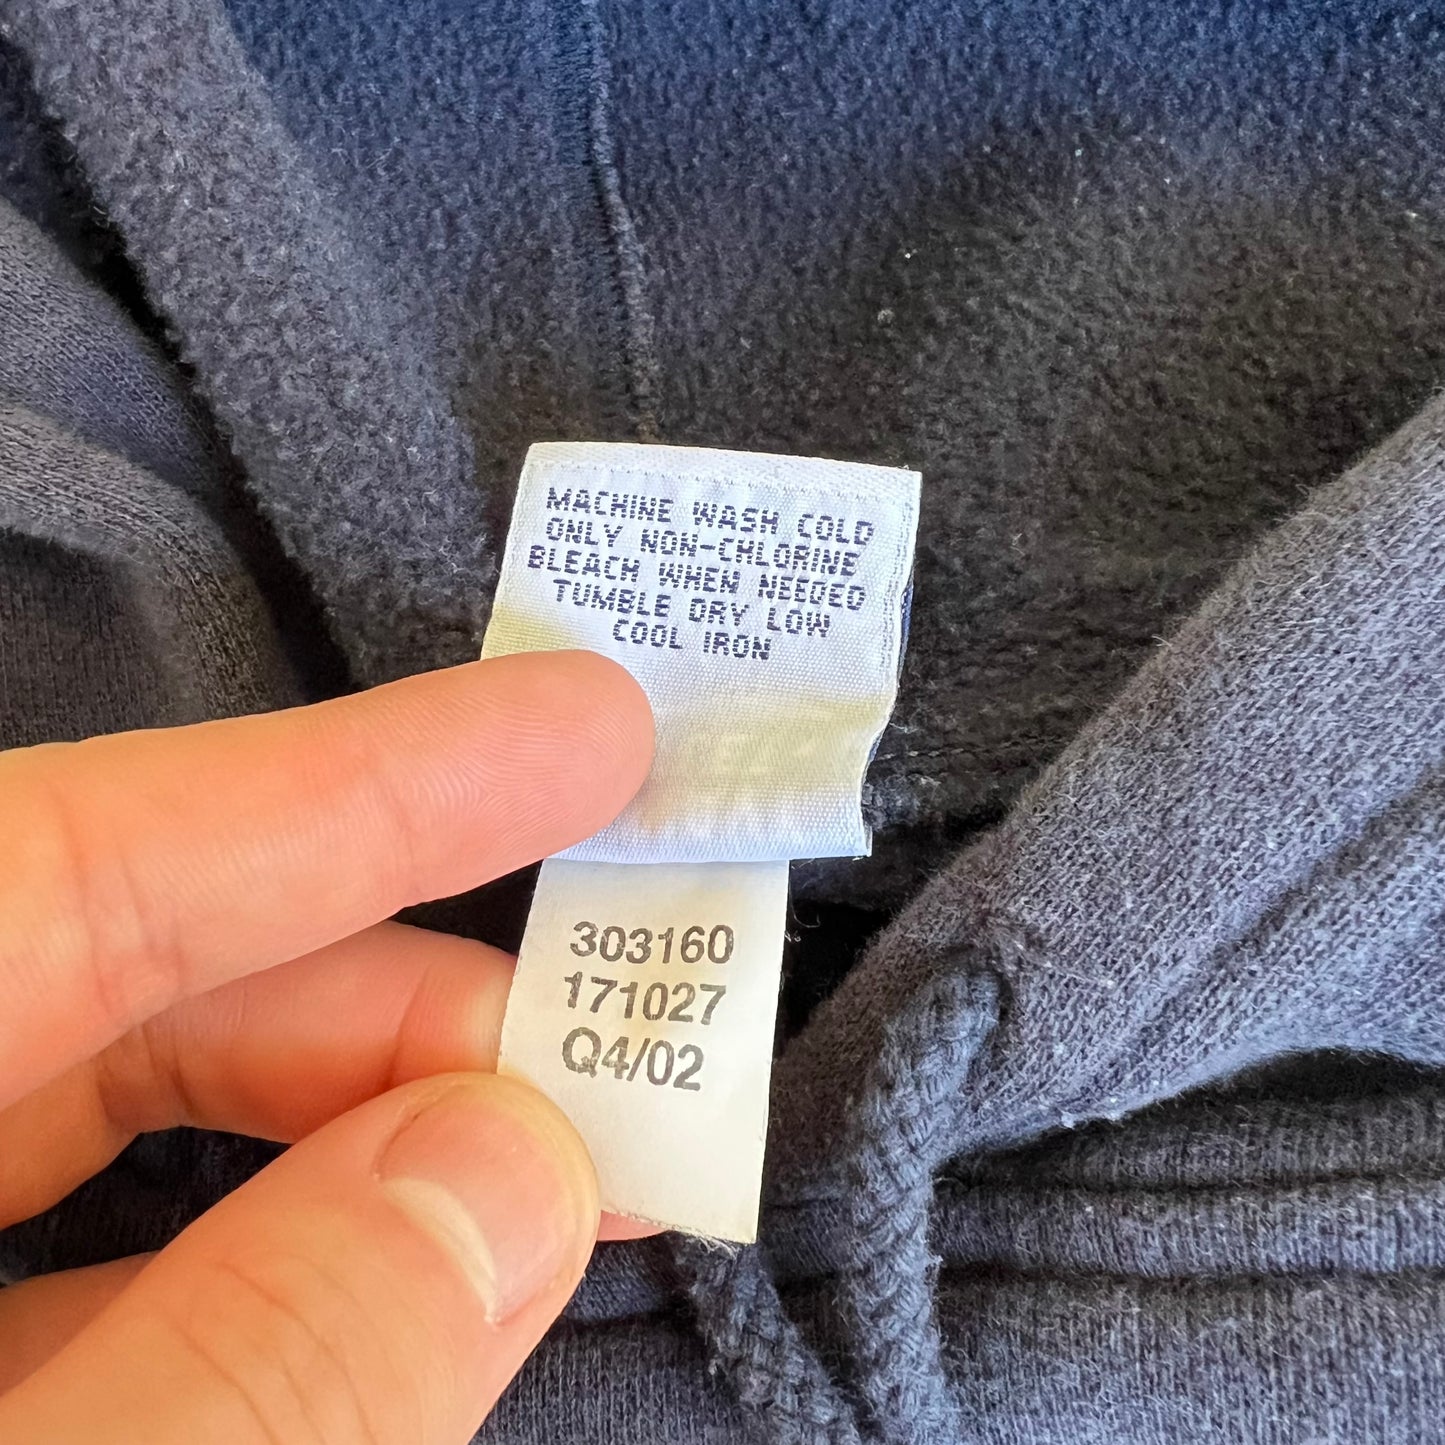 MACHINE WASH COLD
ONLY NON-CHLORINE
BLEACH WHEN NEEDED
TUMBLE DRY LOW
COOL IRON
303160
171027
Q4/02